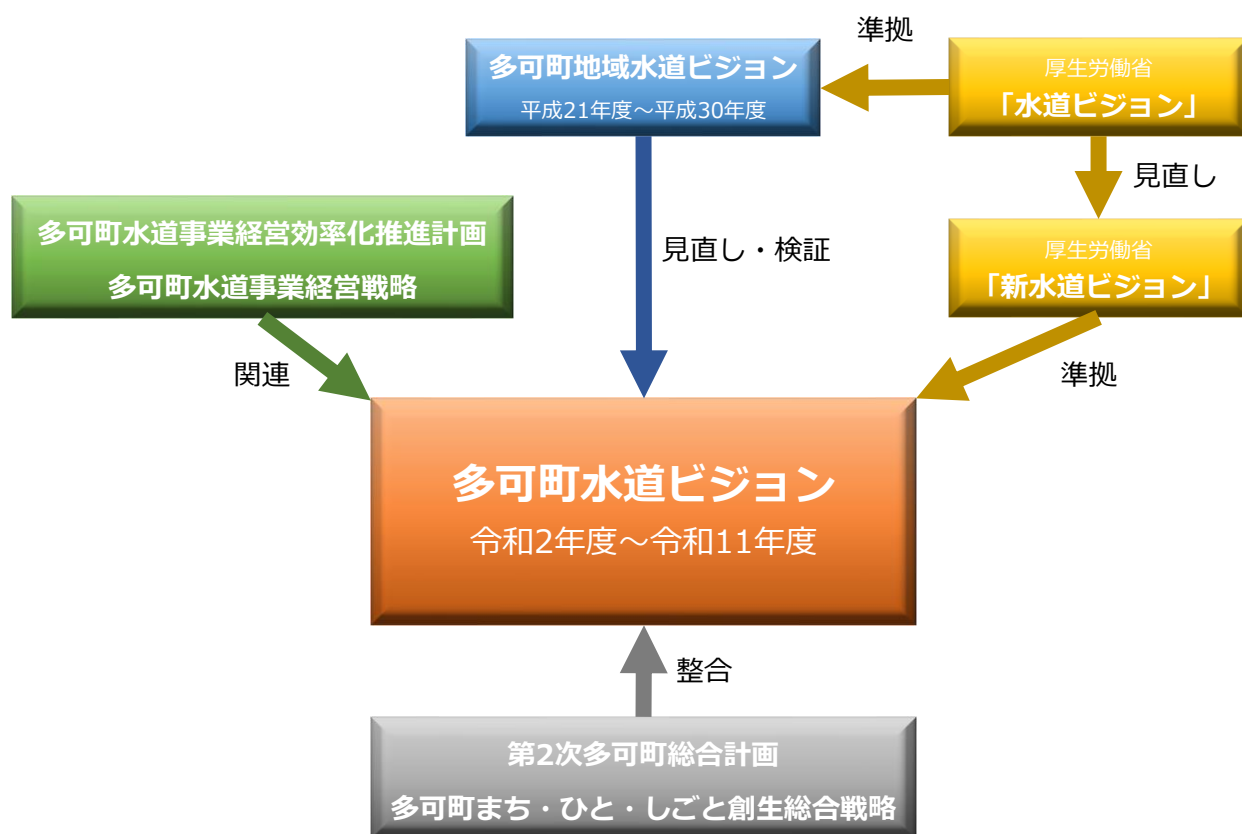 準拠
多可町地域水道ビジョン
平成21年度～平成30年度
厚生労働省
「水道ビジョン」
見直し
多可町水道事業経営効率化推進計画
多可町水道事業経営戦略
見直し・検証
厚生労働省
「新水道ビジョン」
関連
準拠
多可町水道ビジョン
令和2年度～令和11年度
整合
第2次多可町総合計画
多可町まち・ひと・しごと創生総合戦略